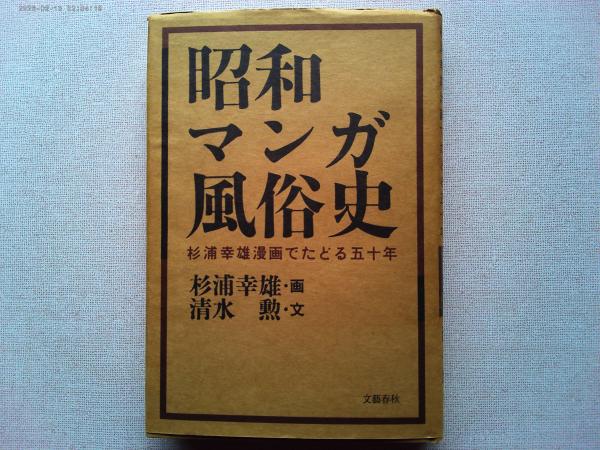 昭和
マンガ
風俗史
杉浦幸雄漫画でたどる五十年
杉浦幸雄・画
清水 勲・文
文藝春秋